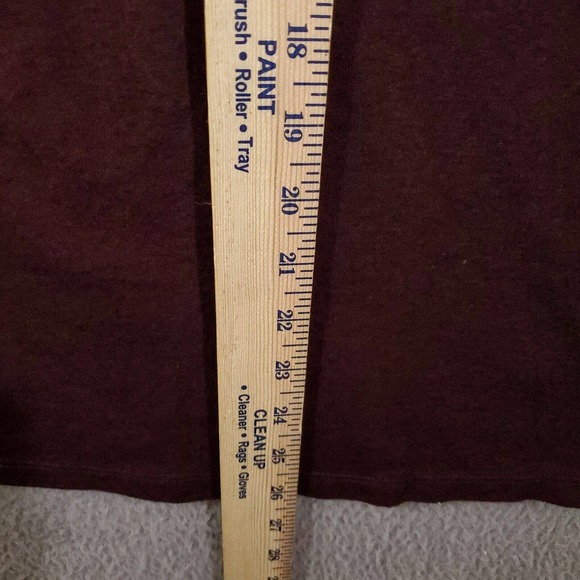 rush • Roller • Tray
PAINT
CLEAN UP
• Cleaner • Rags • Gloves
18
19
20
21
22
23
24
25
26
27
28